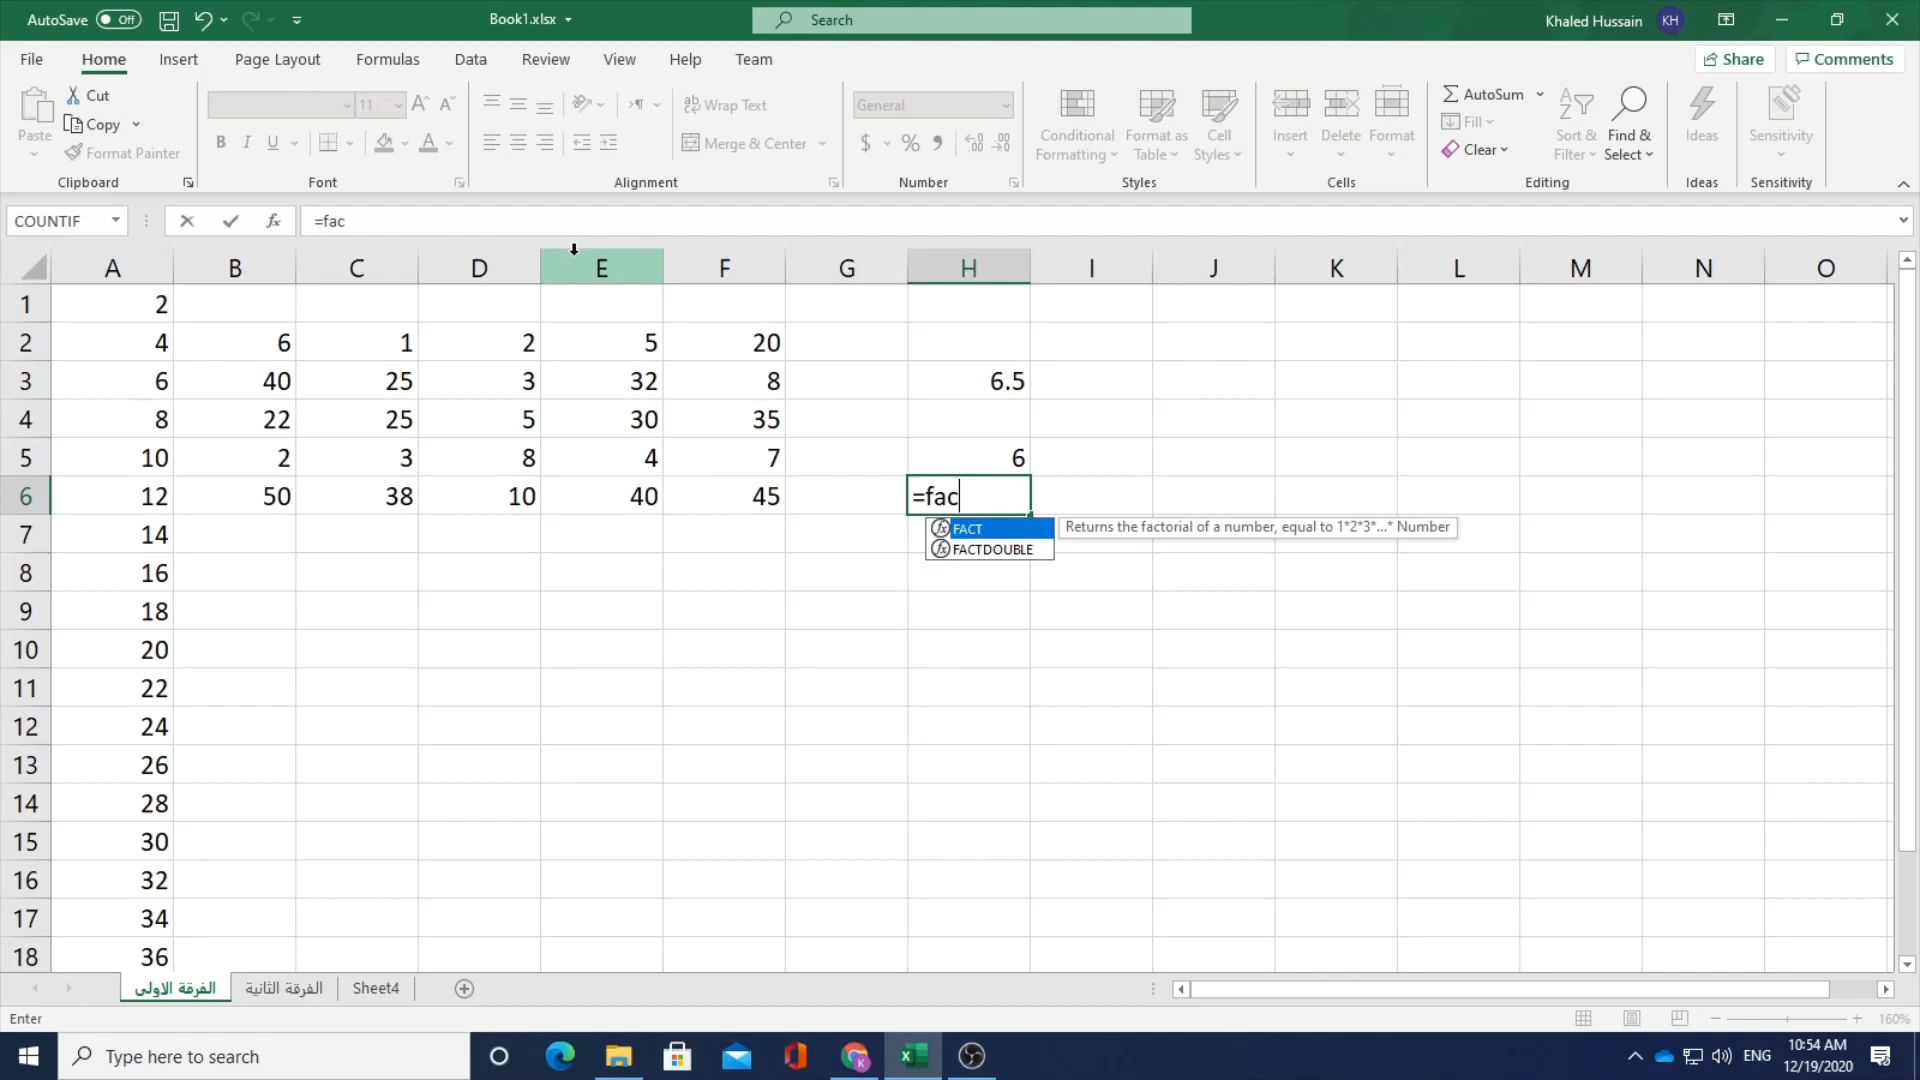 AutoSave Off
Book1.xlsx
Search
Khaled Hussain KH
File Home Insert Page Layout Formulas Data Review View Help Team
Share Comments
Paste
Cut
Copy
Format Painter
Clipboard
11
B I U
Font
Wrap Text
Merge & Center
Alignment
General
$ % ,
Number
Conditional
Formatting
Format as
Table
Cell
Styles
Styles
Insert
Delete
Format
Cells
AutoSum
Fill
Clear
Sort &
Filter
Find &
Select
Editing
Ideas
Ideas
Sensitivity
Sensitivity
COUNTIF
fx
=fac
A B C D E F G H I J K L M N O
1 2
2 4 6 1 2 5 20
3 6 40 25 3 32 8 6.5
4 8 22 25 5 30 35
5 10 2 3 8 4 7 6
6 12 50 38 10 40 45 =fac
FACT Returns the factorial of a number, equal to 1*2*3*...* Number
FACTDOUBLE
7 14
8 16
9 18
10 20
11 22
12 24
13 26
14 28
15 30
16 32
17 34
18 36
الفرقة الاولى
الفرقة الثانية
Sheet4
Enter
160%
Type here to search
ENG
10:54 AM
12/19/2020